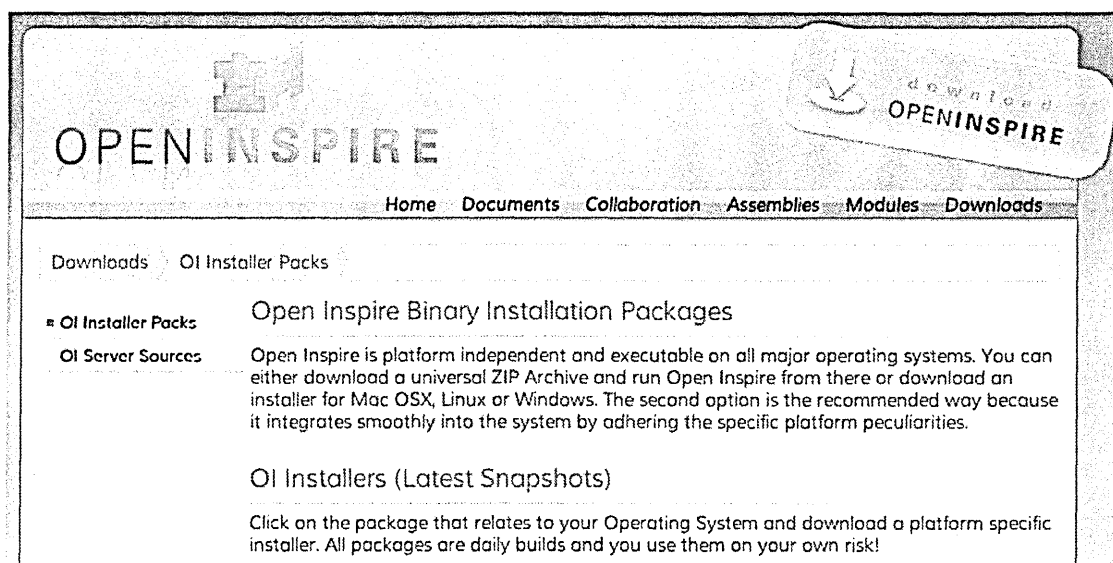 OPENINSPIRE
download
OPENINSPIRE
Home Documents Collaboration Assemblies Modules Downloads
Downloads OI Installer Packs
OI Installer Packs
OI Server Sources
Open Inspire Binary Installation Packages
Open Inspire is platform independent and executable on all major operating systems. You can
either download a universal ZIP Archive and run Open Inspire from there or download an
installer for Mac OSX, Linux or Windows. The second option is the recommended way because
it integrates smoothly into the system by adhering the specific platform peculiarities.
OI Installers (Latest Snapshots)
Click on the package that relates to your Operating System and download a platform specific
installer. All packages are daily builds and you use them on your own risk!